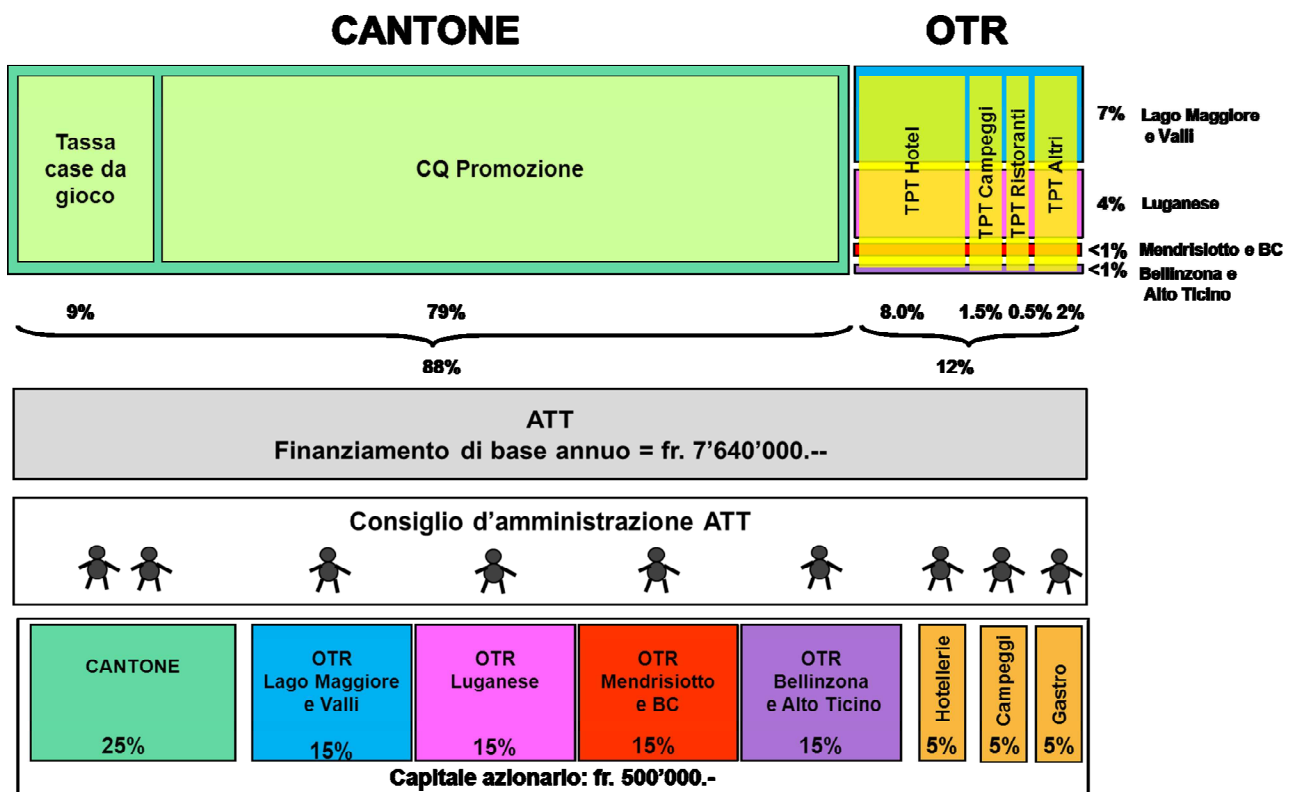 CANTONE
OTR
Tassa
case da
gioco
CQ Promozione
TPT Hotel
TPT Campeggi
TPT Ristoranti
TPT Altri
7% Lago Maggiore
e Valli
4% Luganese
<1% Mendrisiotto e BC
<1% Bellinzona e
Alto Ticino
9%
79%
8.0%
1.5%
0.5%
2%
88%
12%
ATT
Finanziamento di base annuo = fr. 7’640’000.--
Consiglio d’amministrazione ATT
CANTONE
25%
OTR
Lago Maggiore
e Valli
15%
OTR
Luganese
15%
OTR
Mendrisiotto
e BC
15%
OTR
Bellinzona
e Alto Ticino
15%
Hotellerie
5%
Campeggi
5%
Gastro
5%
Capitale azionario: fr. 500’000.-